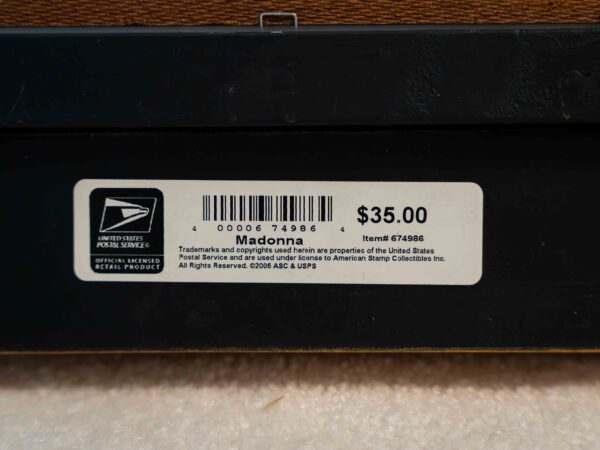 UNITED STATES
POSTAL SERVICE®
OFFICIAL LICENSED
RETAIL PRODUCT
4 00006 74986 4
Madonna
$35.00
Item# 674986
Trademarks and copyrights used herein are properties of the United States
Postal Service and are used under license to American Stamp Collectibles Inc.
All Rights Reserved. ©2006 ASC & USPS